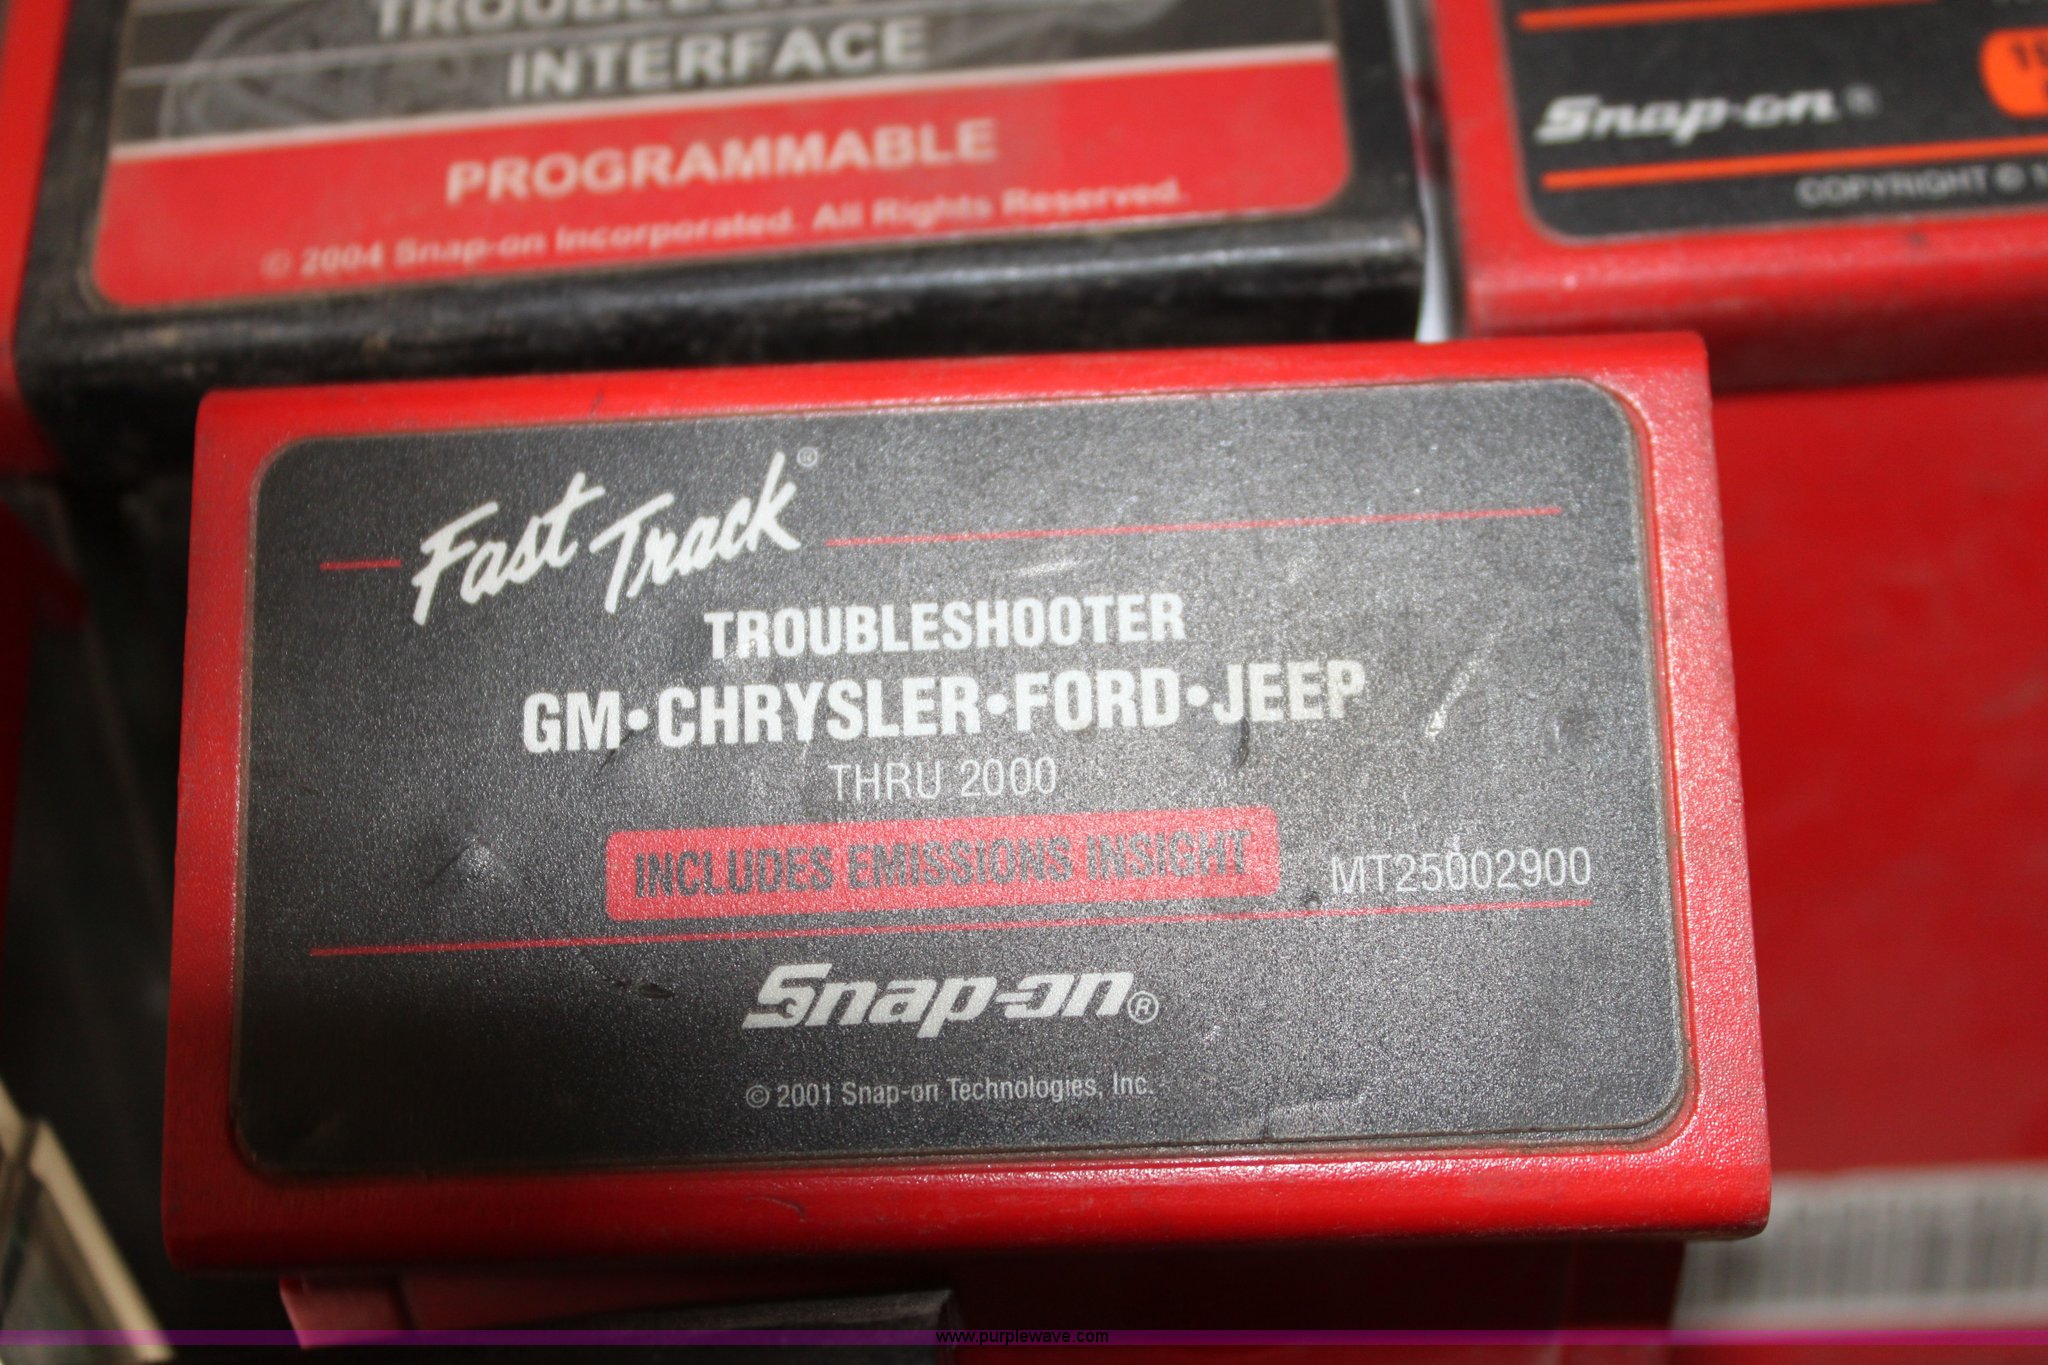 INTERFACE
PROGRAMMABLE
© 2004 Snap-on Incorporated. All Rights Reserved.
Snap-on ®
COPYRIGHT ©
Fast Track®
TROUBLESHOOTER
GM•CHRYSLER•FORD•JEEP
THRU 2000
INCLUDES EMISSIONS INSIGHT
MT25002900
Snap-on®
© 2001 Snap-on Technologies, Inc.
www.purplewave.com